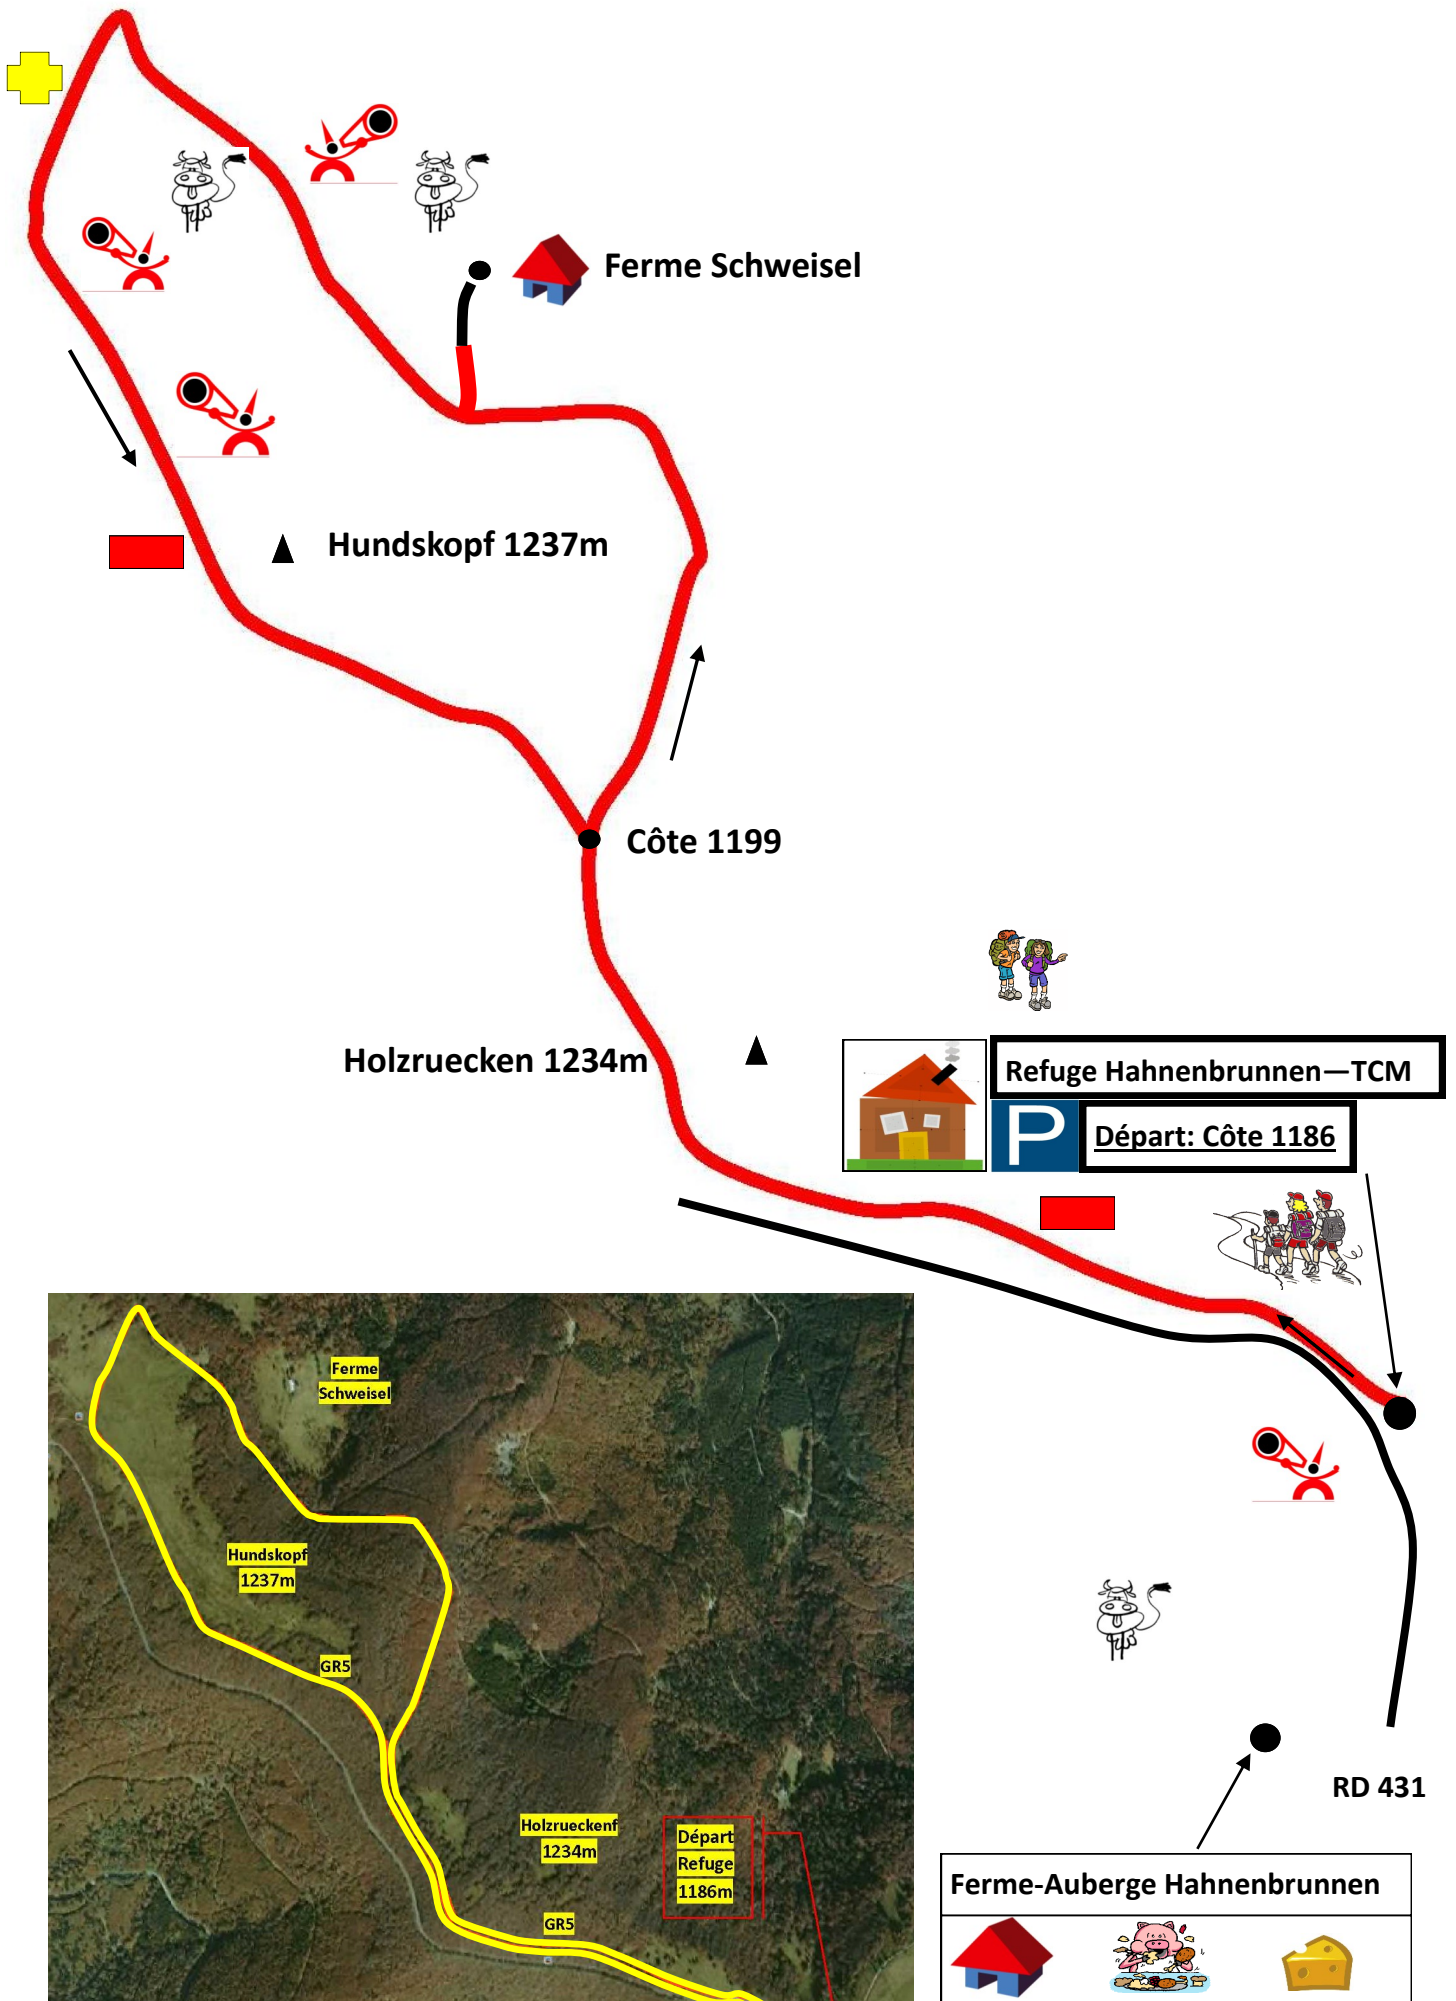 Ferme Schweisel
Hundskopf 1237m
Côte 1199
Holzruecken 1234m
Refuge Hahnenbrunnen—TCM
P
Départ: Côte 1186
Ferme
Schweisel
Hundskopf
1237m
GR5
Holzrueckenf
1234m
Départ
Refuge
1186m
GR5
RD 431
Ferme-Auberge Hahnenbrunnen